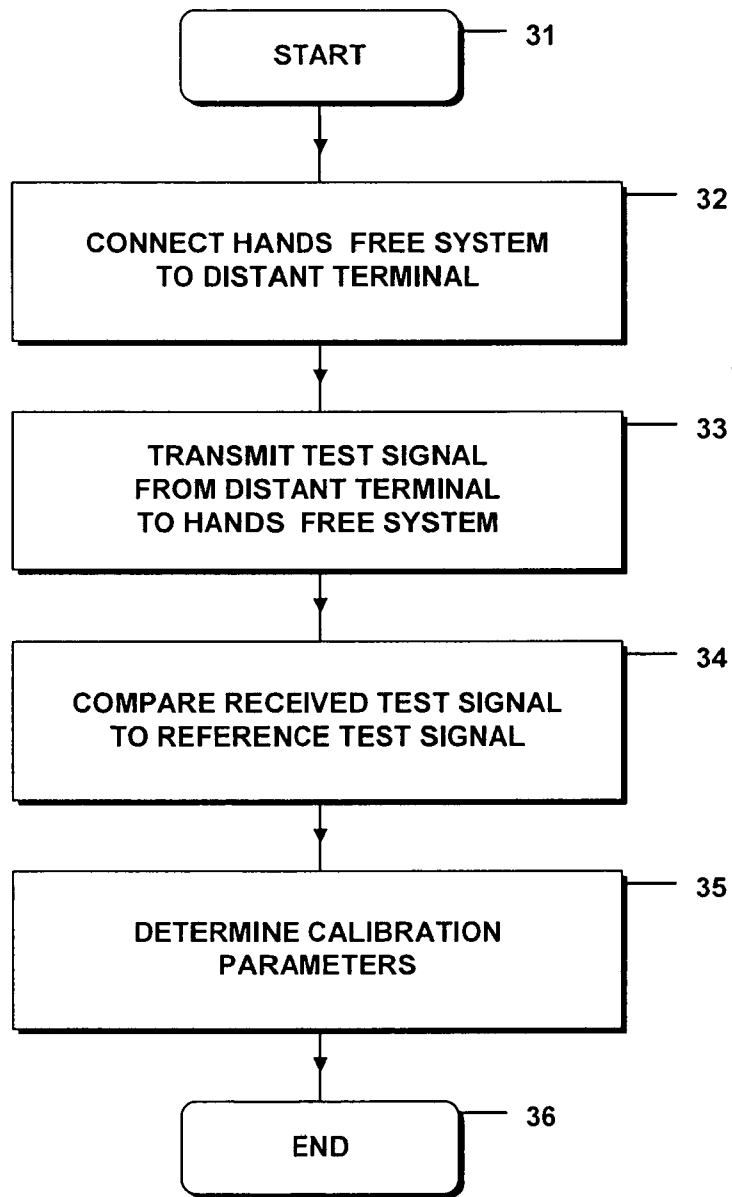 START
31
32
CONNECT HANDS FREE SYSTEM
TO DISTANT TERMINAL
33
TRANSMIT TEST SIGNAL
FROM DISTANT TERMINAL
TO HANDS FREE SYSTEM
34
COMPARE RECEIVED TEST SIGNAL
TO REFERENCE TEST SIGNAL
35
DETERMINE CALIBRATION
PARAMETERS
36
END